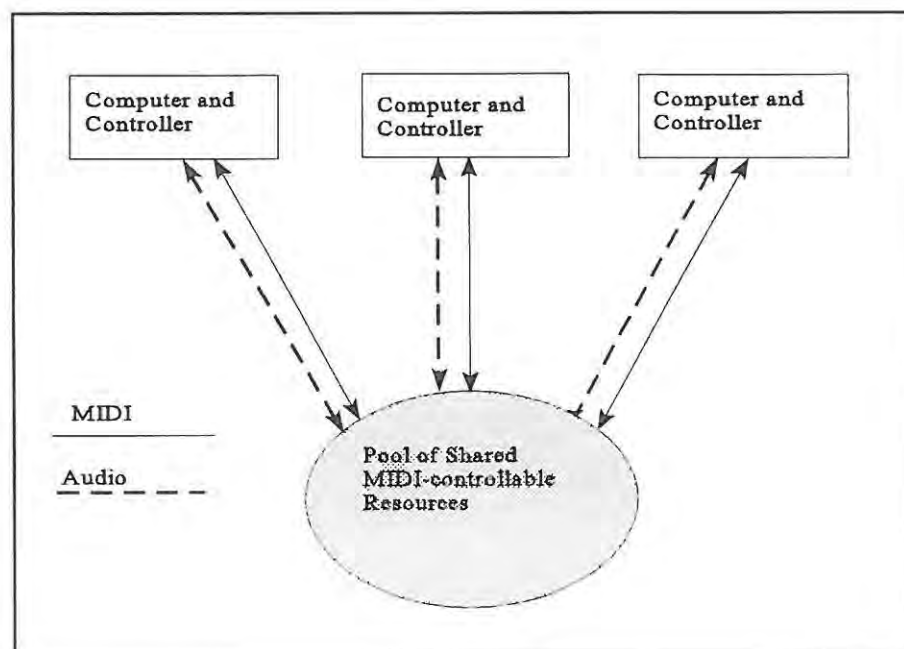 Computer and
Controller
Computer and
Controller
Computer and
Controller
MIDI
Audio
Pool of Shared
MIDI-controllable
Resources